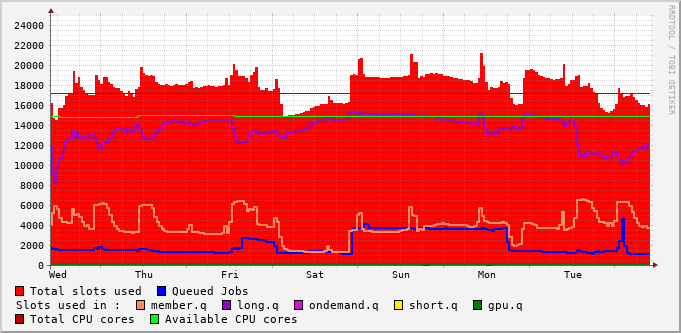 RRDTOOL / TOBI OETIKER
24000
22000
20000
18000
16000
14000
12000
10000
8000
6000
4000
2000
0
Wed Thu Fri Sat Sun Mon Tue
Total slots used Queued Jobs
Slots used in : member.q long.q ondemand.q short.q gpu.q
Total CPU cores Available CPU cores